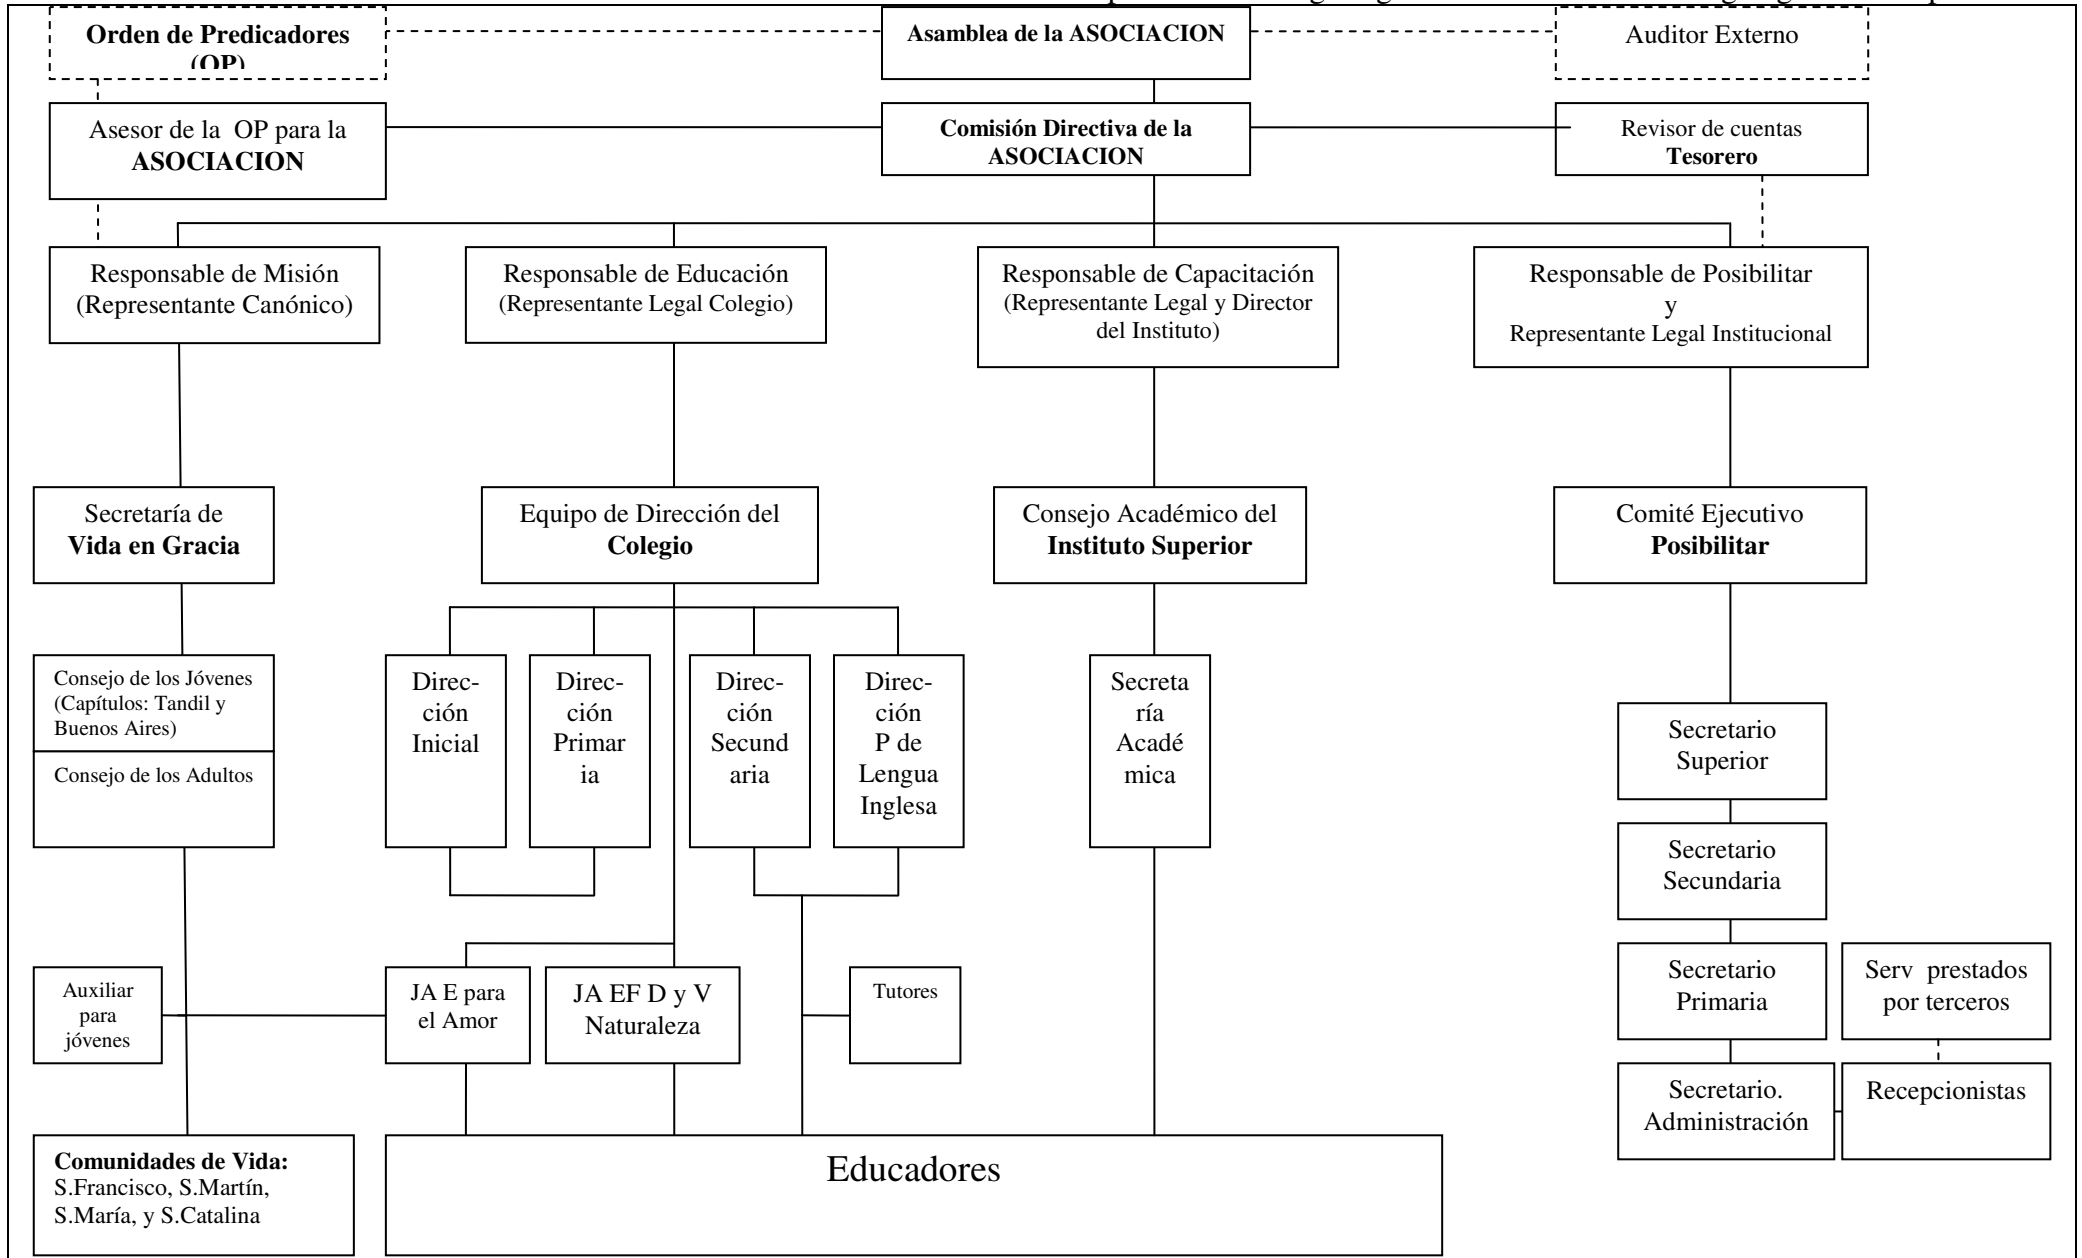 Orden de Predicadores
(OP)
Asamblea de la ASOCIACION
Auditor Externo
Asesor de la OP para la
ASOCIACION
Comisión Directiva de la
ASOCIACION
Revisor de cuentas
Tesorero
Responsable de Misión
(Representante Canónico)
Responsable de Educación
(Representante Legal Colegio)
Responsable de Capacitación
(Representante Legal y Director
del Instituto)
Responsable de Posibilitar
y
Representante Legal Institucional
Secretaría de
Vida en Gracia
Equipo de Dirección del
Colegio
Consejo Académico del
Instituto Superior
Comité Ejecutivo
Posibilitar
Consejo de los Jóvenes
(Capítulos: Tandil y
Buenos Aires)
Consejo de los Adultos
Direc-
ción
Inicial
Direc-
ción
Primar
ia
Direc-
ción
Secund
aria
Direc-
ción
P de
Lengua
Inglesa
Secreta
ría
Acadé
mica
Secretario
Superior
Secretario
Secundaria
Secretario
Primaria
Serv prestados
por terceros
Secretario.
Administración
Recepcionistas
Auxiliar
para
jóvenes
JA E para
el Amor
JA EF D y V
Naturaleza
Tutores
Comunidades de Vida:
S.Francisco, S.Martín,
S.María, y S.Catalina
Educadores